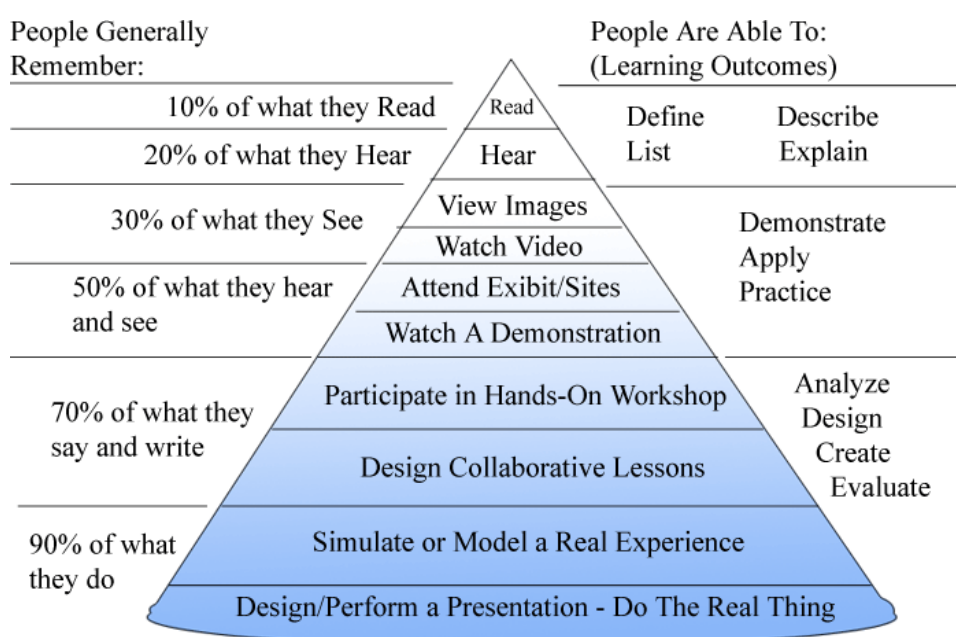 People Generally
Remember:
10% of what they Read
20% of what they Hear
30% of what they See
50% of what they hear
and see
70% of what they
say and write
90% of what
they do
Read
Hear
View Images
Watch Video
Attend Exibit/Sites
Watch A Demonstration
Participate in Hands-On Workshop
Design Collaborative Lessons
Simulate or Model a Real Experience
Design/Perform a Presentation - Do The Real Thing
People Are Able To:
(Learning Outcomes)
Define Describe
List Explain
Demonstrate
Apply
Practice
Analyze
Design
Create
Evaluate